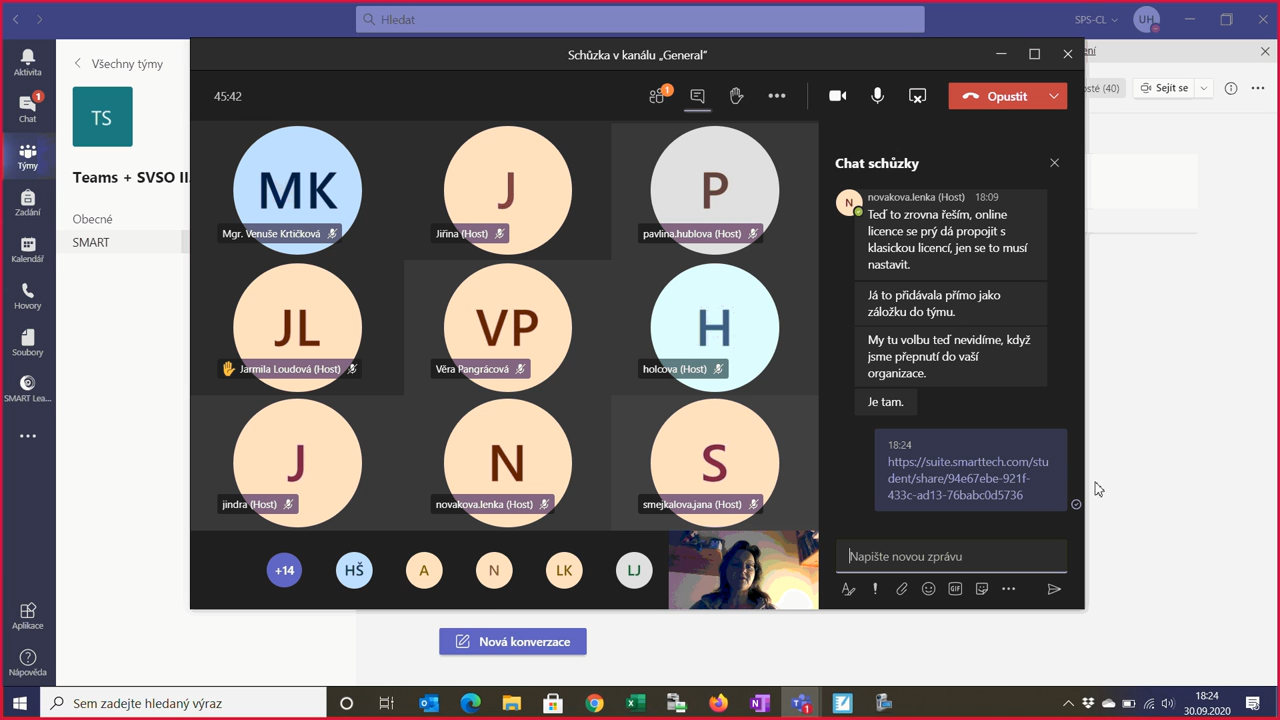 Hledat
SPS-CL
UH
Aktivita
Chat
1
Týmy
Zadání
Kalendář
Hovory
Soubory
SMART Lea...
Aplikace
Nápověda
Všechny týmy
TS
Teams + SVSO II.
Obecné
SMART
Schůzka v kanálu „General“
45:42
1
Opustit
MK
Mgr. Venuše Krtičková
J
Jiřina (Host)
P
pavlina.hublova (Host)
JL
Jarmila Loudová (Host)
VP
Věra Pangrácová
H
holcova (Host)
J
jindra (Host)
N
novakova.lenka (Host)
S
smejkalova.jana (Host)
+14
HŠ
A
N
LK
LJ
Chat schůzky
N
novakova.lenka (Host) 18:09
Teď to zrovna řeším, online
licence se prý dá propojit s
klasickou licencí, jen se to musí
nastavit.
Já to přidávala přímo jako
záložku do týmu.
My tu volbu teď nevidíme, když
jsme přepnutí do vaší
organizace.
Je tam.
18:24
https://suite.smarttech.com/stu
dent/share/94e67ebe-921f-
433c-ad13-76babc0d5736
Napište novou zprávu
GIF
ení
osté (40)
Sejít se
Nová konverzace
Sem zadejte hledaný výraz
1
18:24
30.09.2020